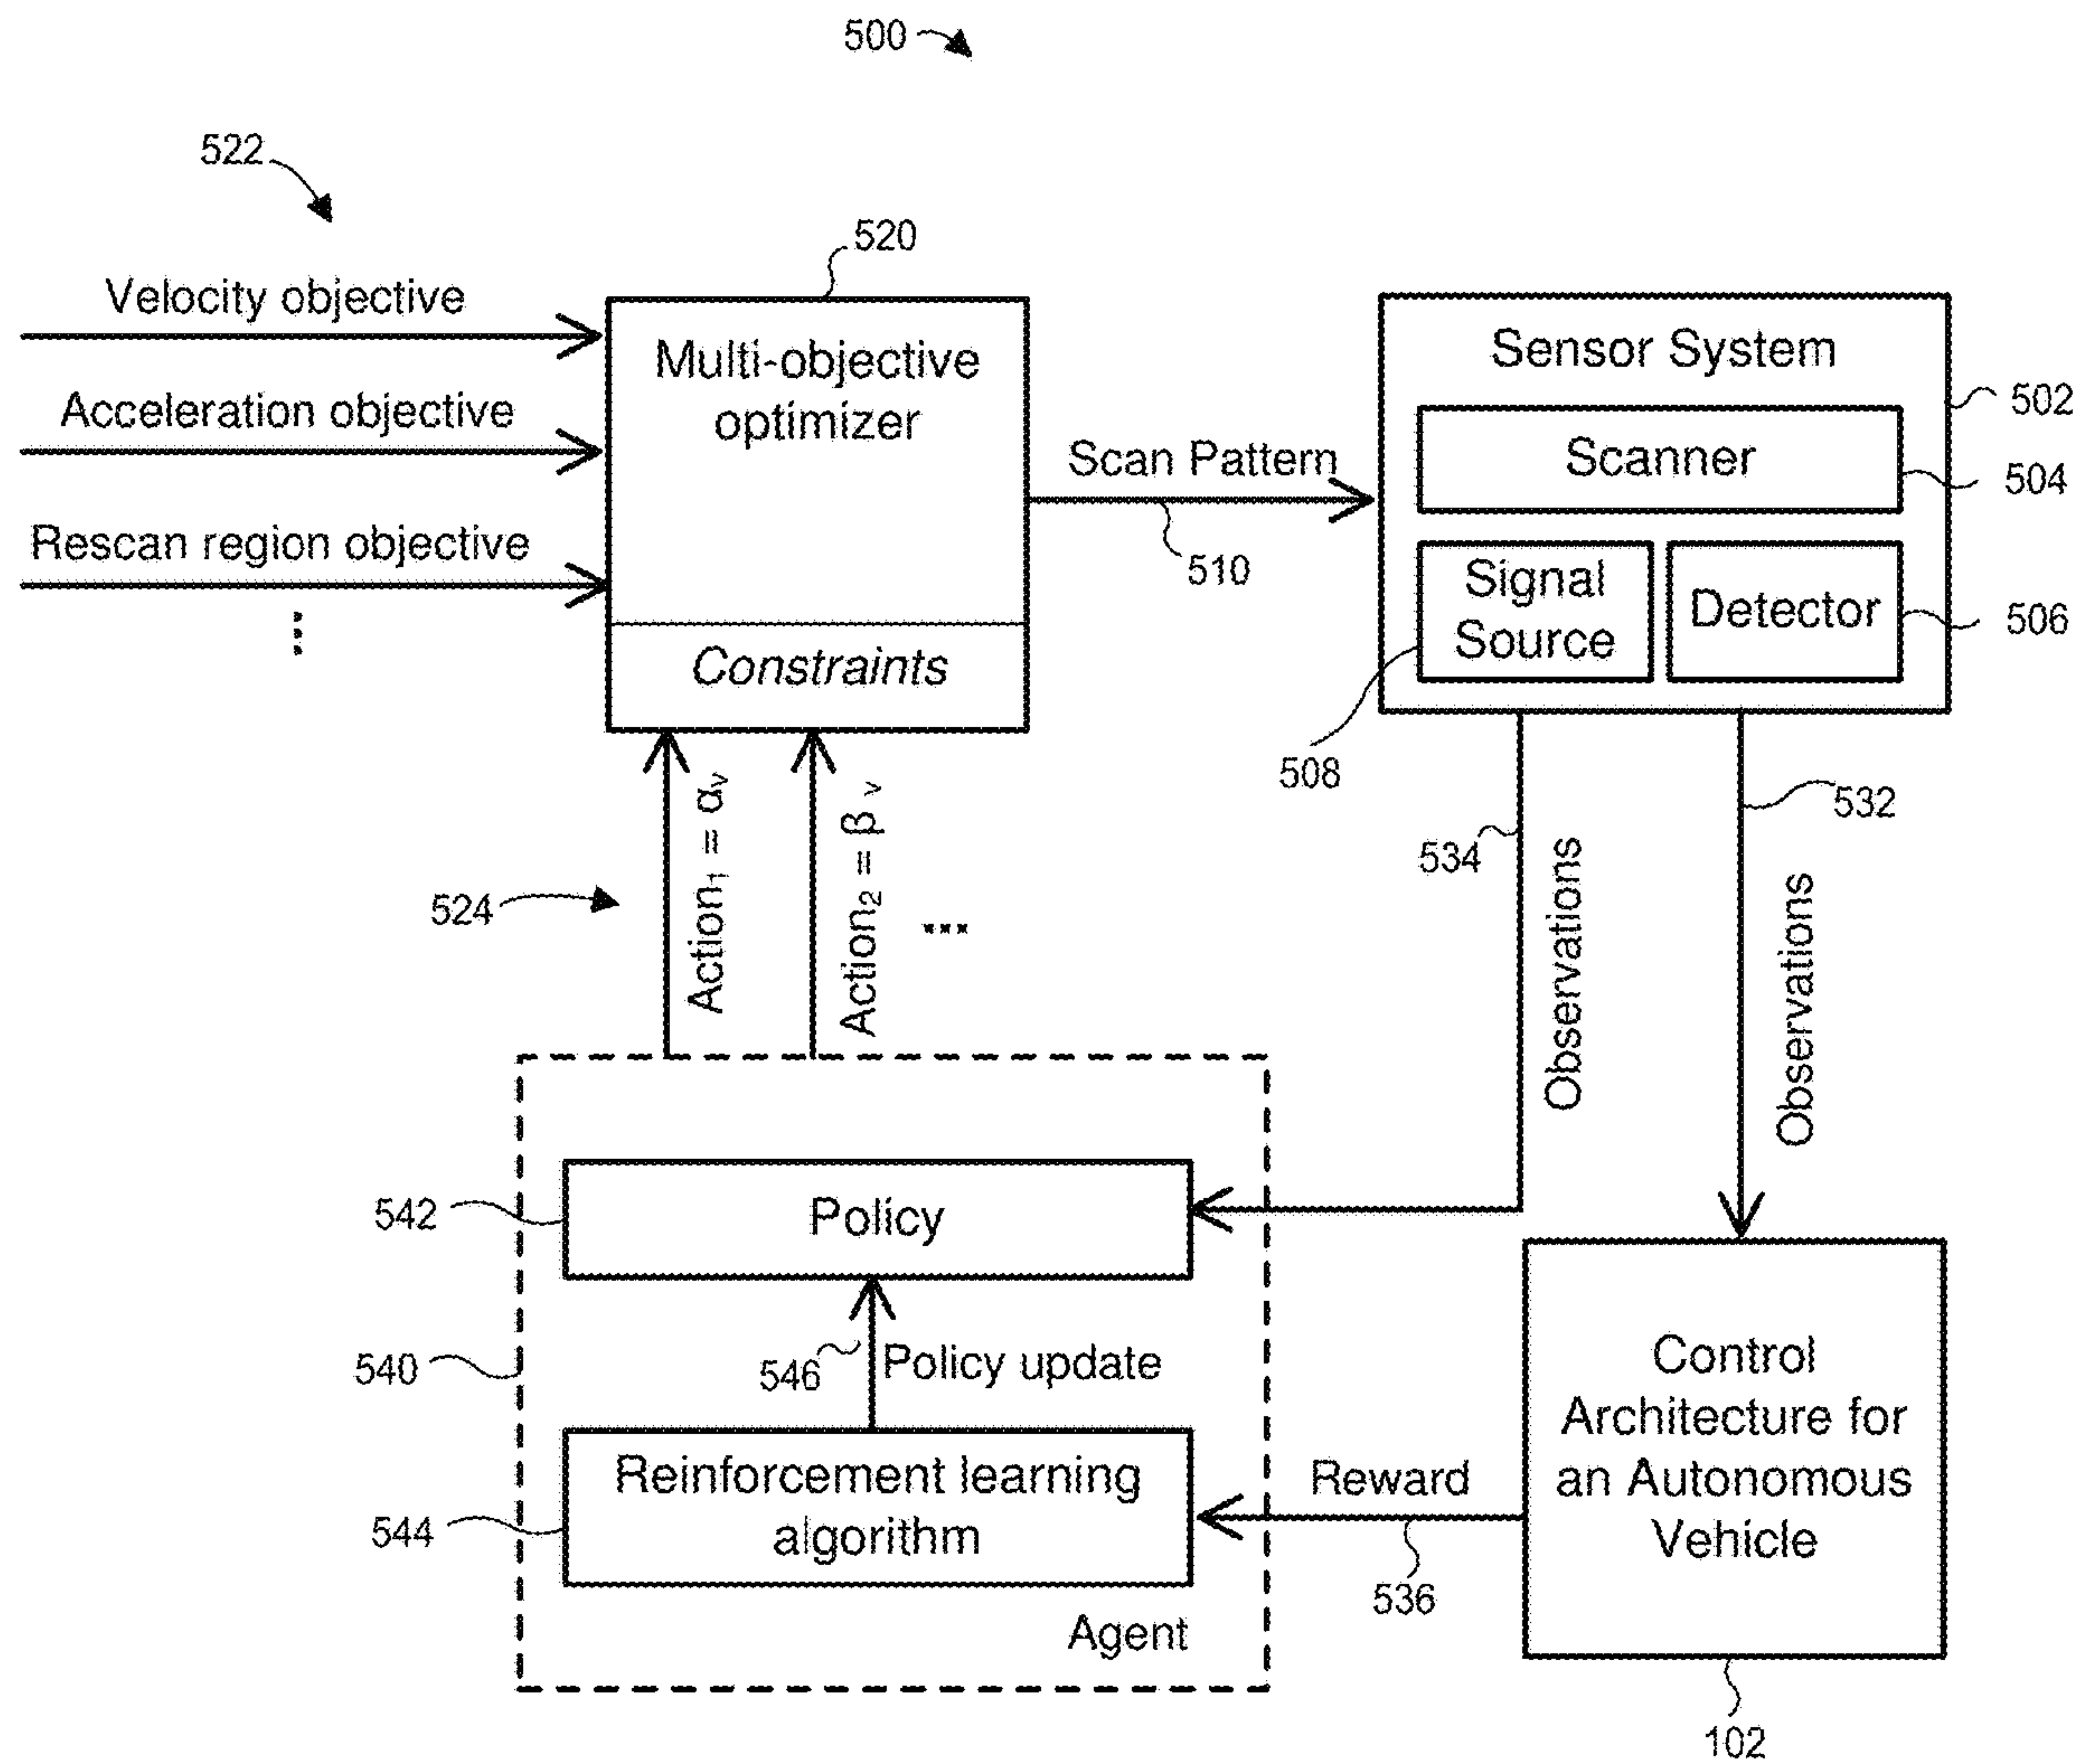 500
522
520
Velocity objective
Acceleration objective
Rescan region objective
...
Multi-objective
optimizer
Constraints
Scan Pattern
510
Sensor System
502
Scanner
504
Signal
Source
Detector
506
508
532
534
Observations
Observations
524
Action₁ = αᵥ
Action₂ = β ᵥ
...
542
Policy
540
546
Policy update
544
Reinforcement learning
algorithm
Agent
Reward
536
Control
Architecture for
an Autonomous
Vehicle
102